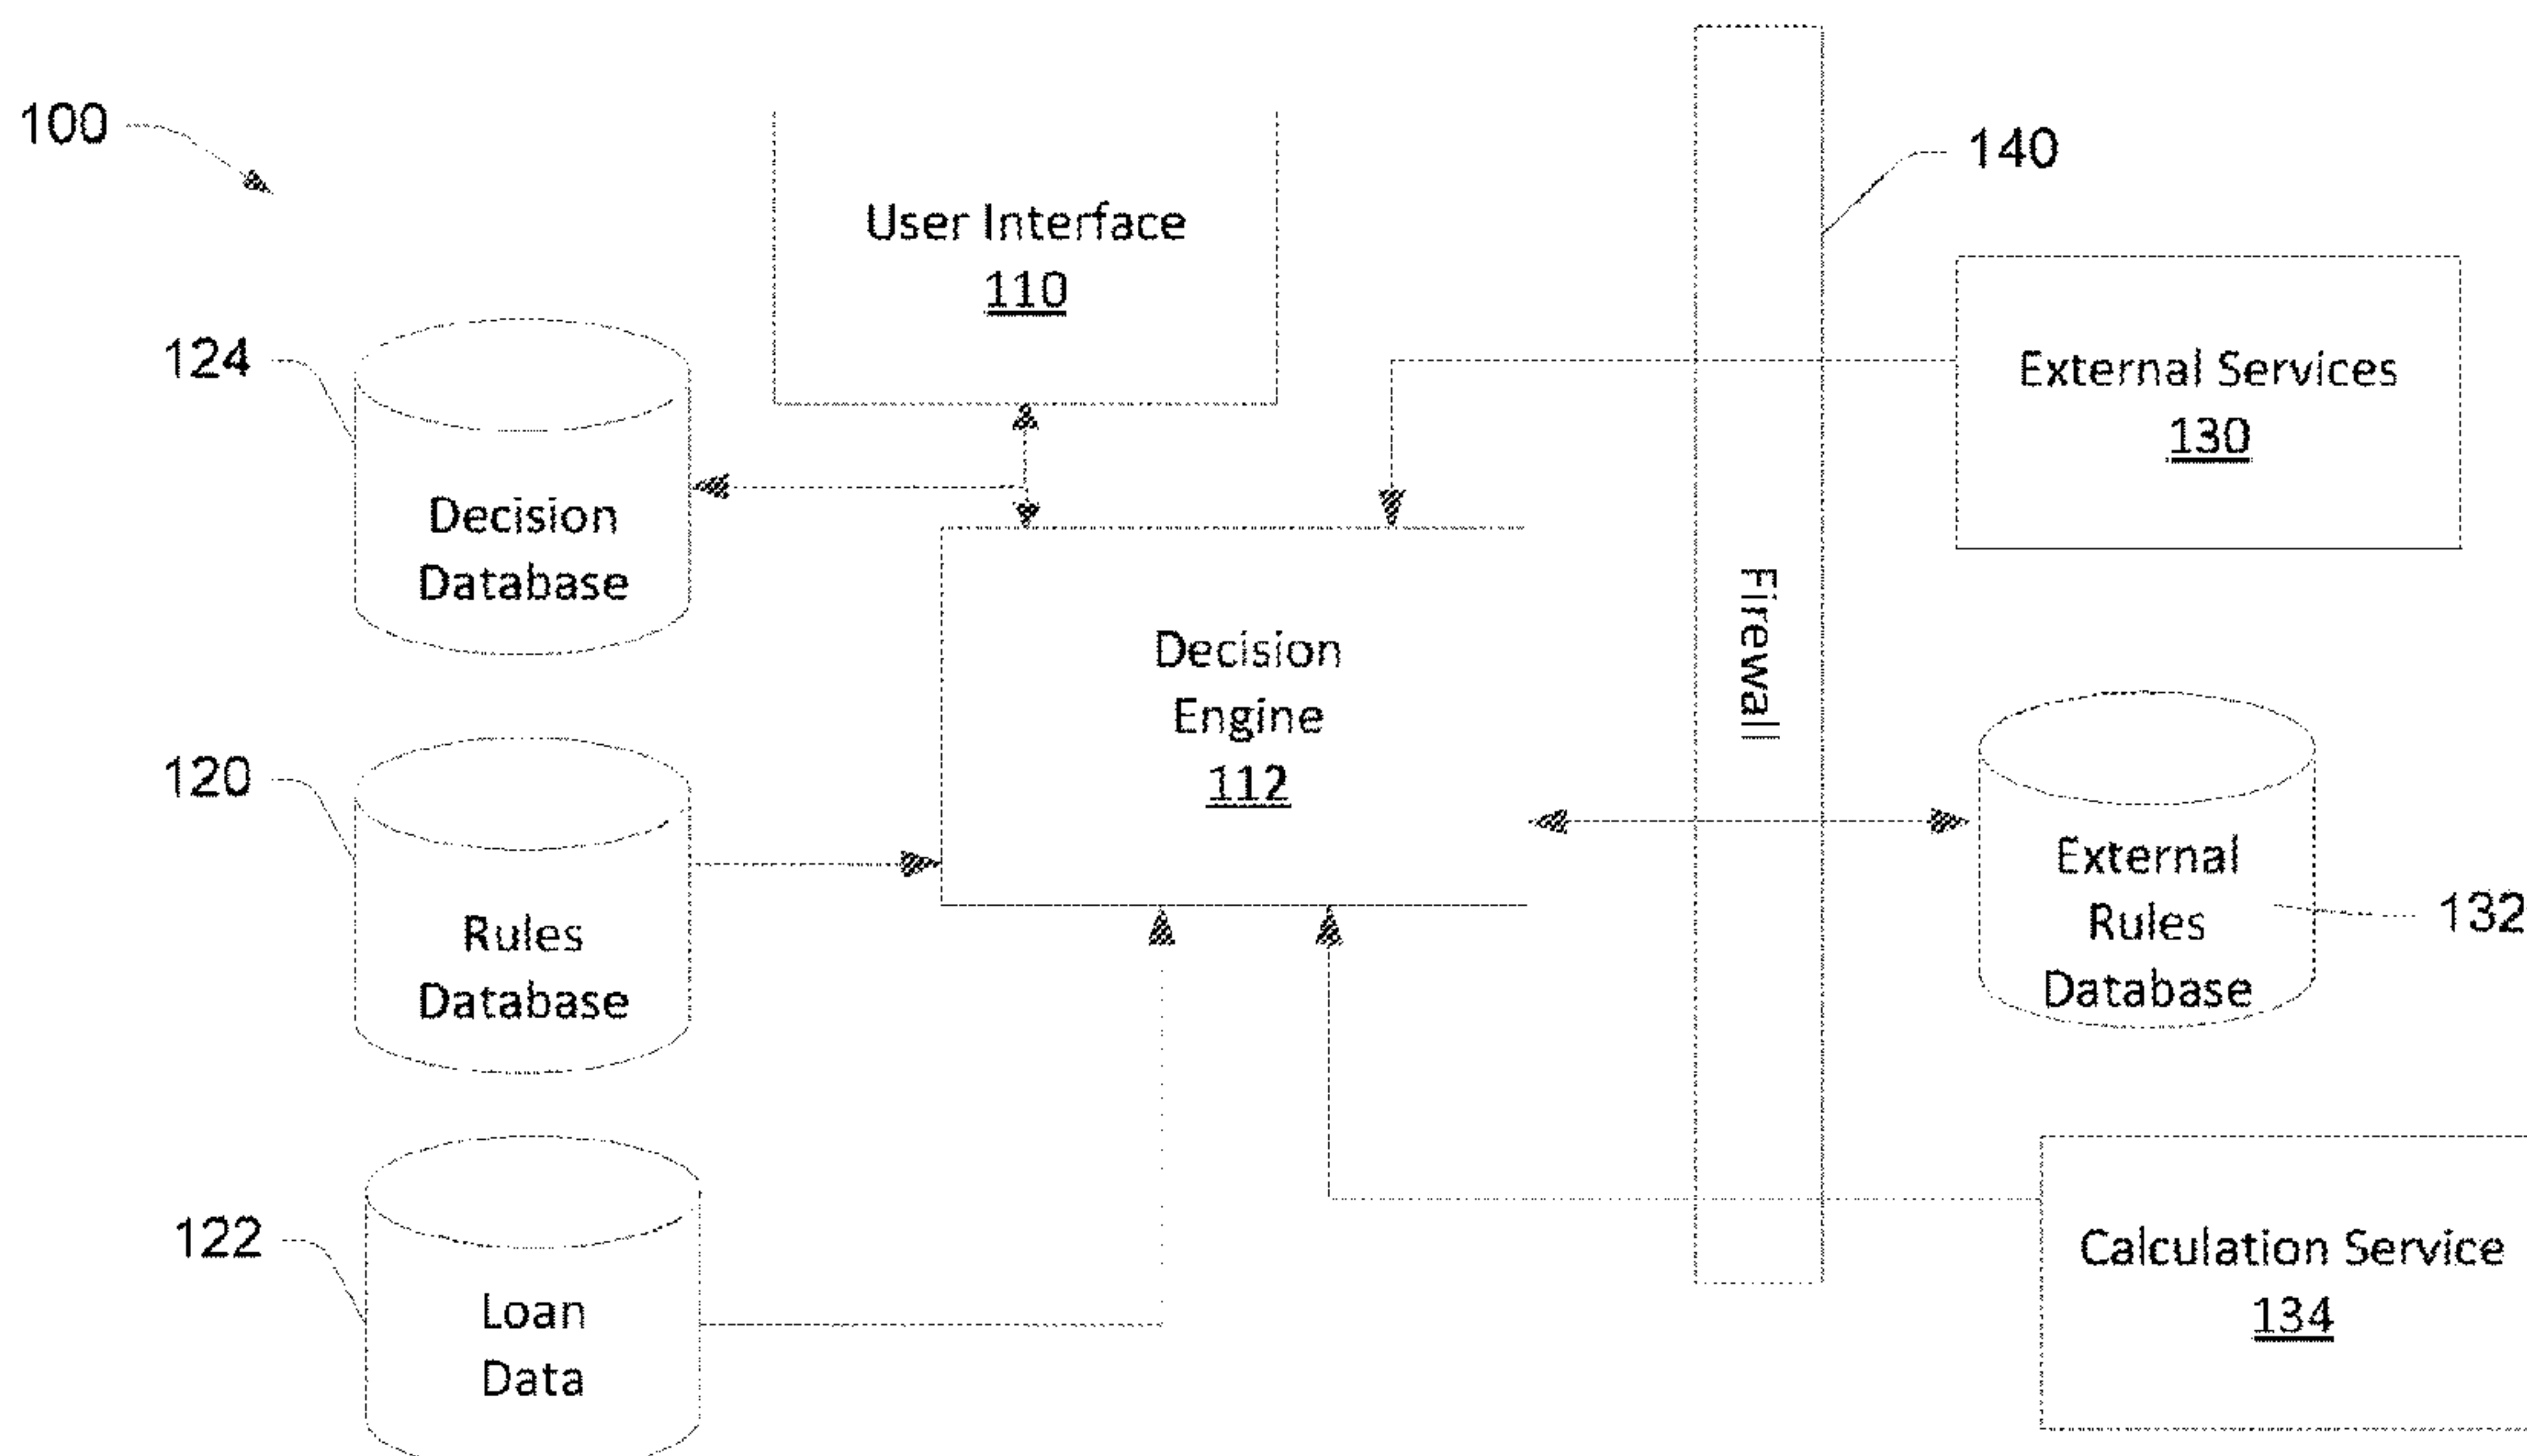 100
140
User Interface
110
124
External Services
130
Decision
Database
Firewall
Decision
Engine
112
120
External
Rules
Database
132
Rules
Database
122
Loan
Data
Calculation Service
134